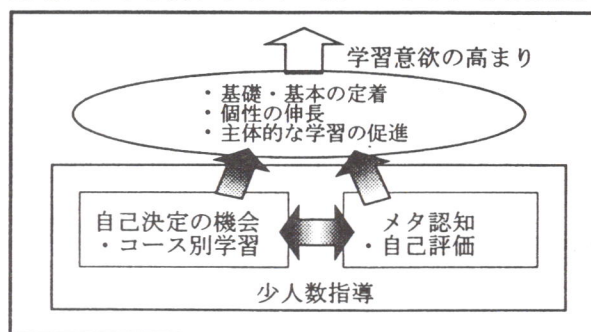 学習意欲の高まり
・基礎・基本の定着
・個性の伸長
・主体的な学習の促進
自己決定の機会
・コース別学習
メタ認知
・自己評価
少人数指導